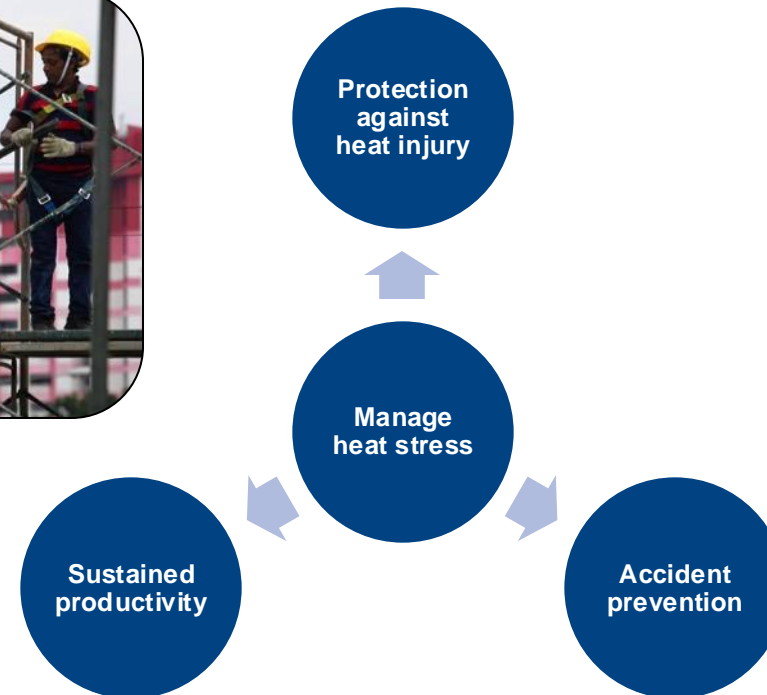 Protection
against
heat injury
Manage
heat stress
Sustained
productivity
Accident
prevention